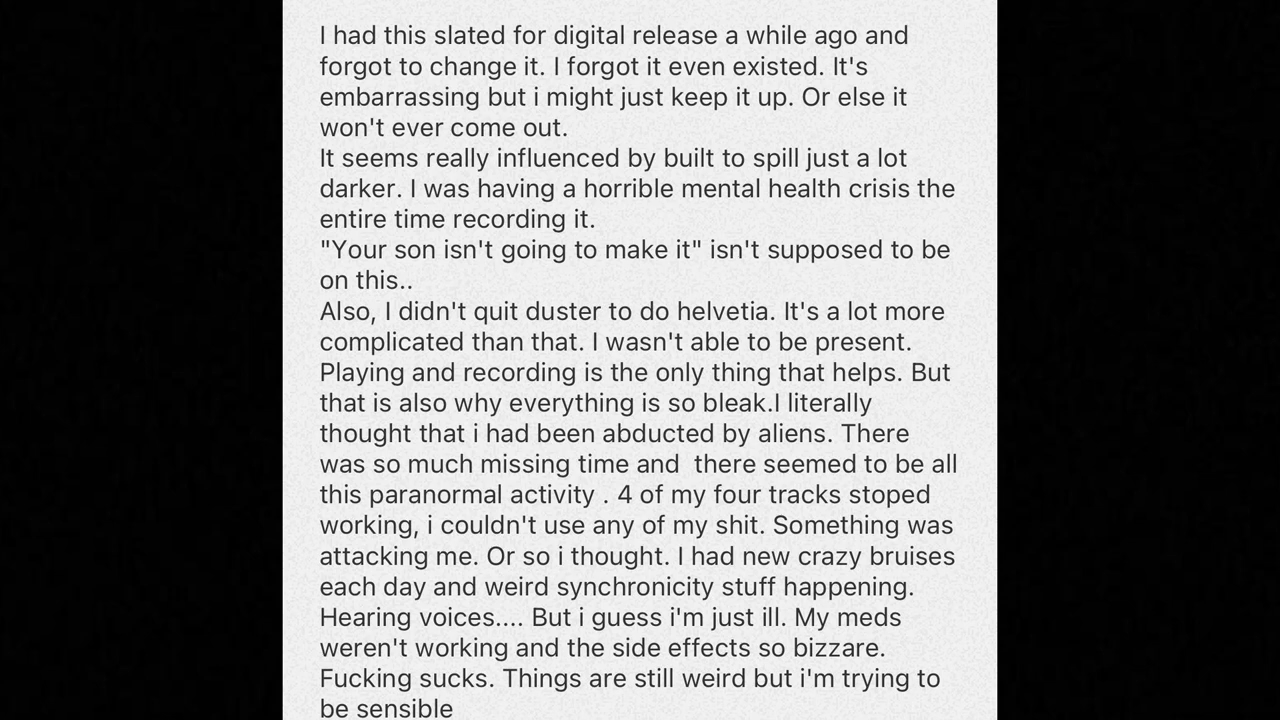 I had this slated for digital release a while ago and
forgot to change it. I forgot it even existed. It's
embarrassing but i might just keep it up. Or else it
won't ever come out.
It seems really influenced by built to spill just a lot
darker. I was having a horrible mental health crisis the
entire time recording it.
"Your son isn't going to make it" isn't supposed to be
on this..
Also, I didn't quit duster to do helvetia. It's a lot more
complicated than that. I wasn't able to be present.
Playing and recording is the only thing that helps. But
that is also why everything is so bleak.I literally
thought that i had been abducted by aliens. There
was so much missing time and  there seemed to be all
this paranormal activity . 4 of my four tracks stoped
working, i couldn't use any of my shit. Something was
attacking me. Or so i thought. I had new crazy bruises
each day and weird synchronicity stuff happening.
Hearing voices.... But i guess i'm just ill. My meds
weren't working and the side effects so bizzare.
Fucking sucks. Things are still weird but i'm trying to
be sensible